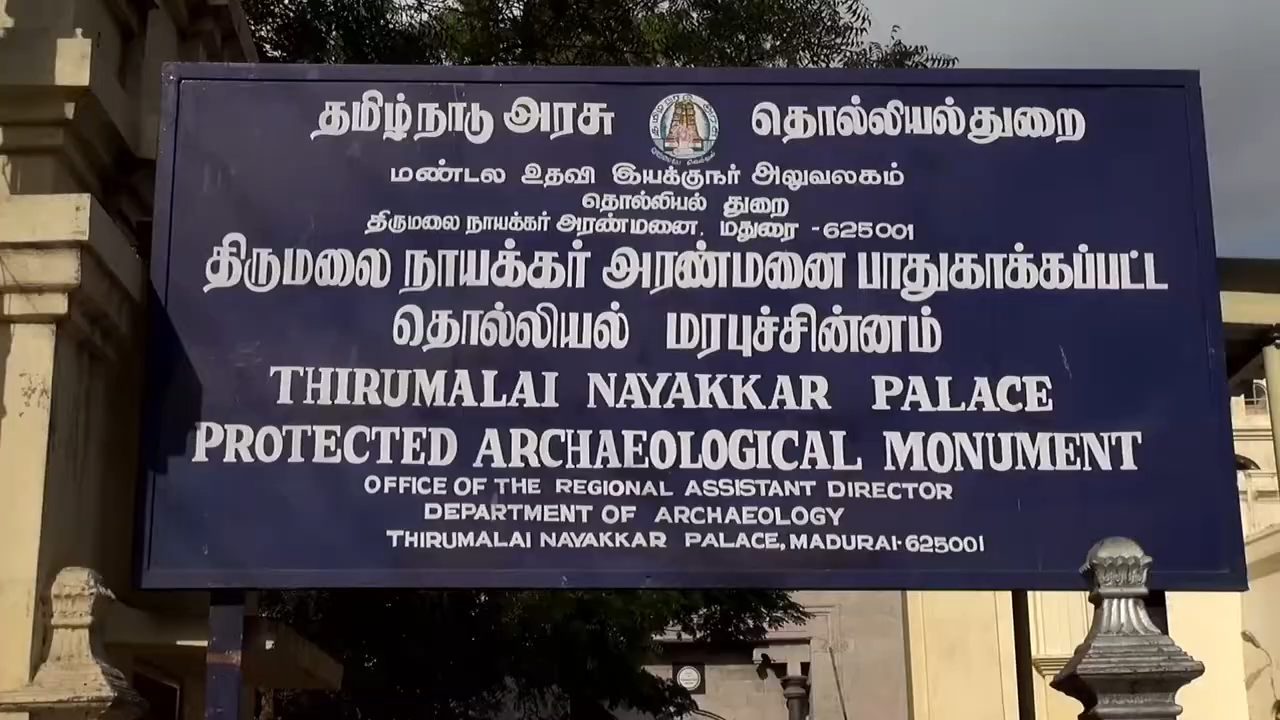 தமிழ்நாடு அரசு தொல்லியல்துறை
மண்டல உதவி இயக்குநர் அலுவலகம்
தொல்லியல் துறை
திருமலை நாயக்கர் அரண்மனை, மதுரை -625001
திருமலை நாயக்கர் அரண்மனை பாதுகாக்கப்பட்ட
தொல்லியல் மரபுச்சின்னம்
THIRUMALAI NAYAKKAR PALACE
PROTECTED ARCHAEOLOGICAL MONUMENT
OFFICE OF THE REGIONAL ASSISTANT DIRECTOR
DEPARTMENT OF ARCHAEOLOGY
THIRUMALAI NAYAKKAR PALACE, MADURAI-625001